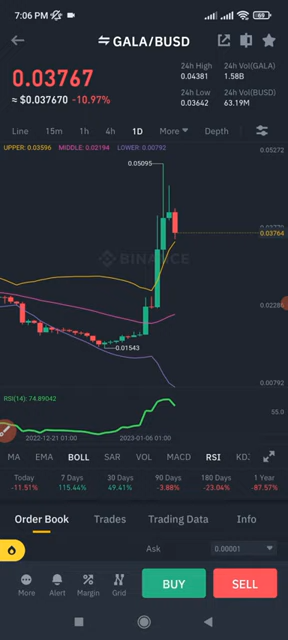 7:06 PM
69
GALA/BUSD
0.03767
≈ $0.037670 -10.97%
24h High 24h Vol(GALA)
0.04381 1.58B
24h Low 24h Vol(BUSD)
0.03642 63.19M
Line 15m 1h 4h 1D More Depth
UPPER: 0.03596 MIDDLE: 0.02194 LOWER: 0.00792
0.05272
0.05095
0.03764
BINANCE
0.01543
0.00792
RSI(14): 74.89042
55.0
2022-12-21 01:00 2023-01-06 01:00
MA EMA BOLL SAR VOL MACD RSI KDJ
Today 7 Days 30 Days 90 Days 180 Days 1 Year
-11.51% 115.44% 49.41% -3.88% -23.04% -87.57%
Order Book Trades Trading Data Info
Ask 0.00001
More Alert Margin Grid BUY SELL